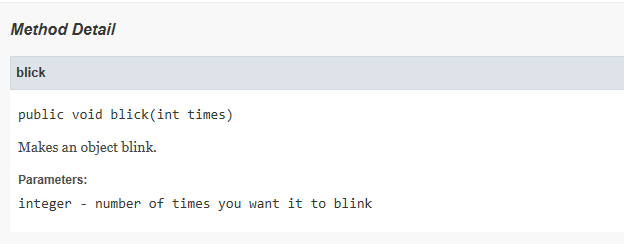 Method Detail
blick
public void blick(int times)
Makes an object blink.
Parameters:
integer - number of times you want it to blink